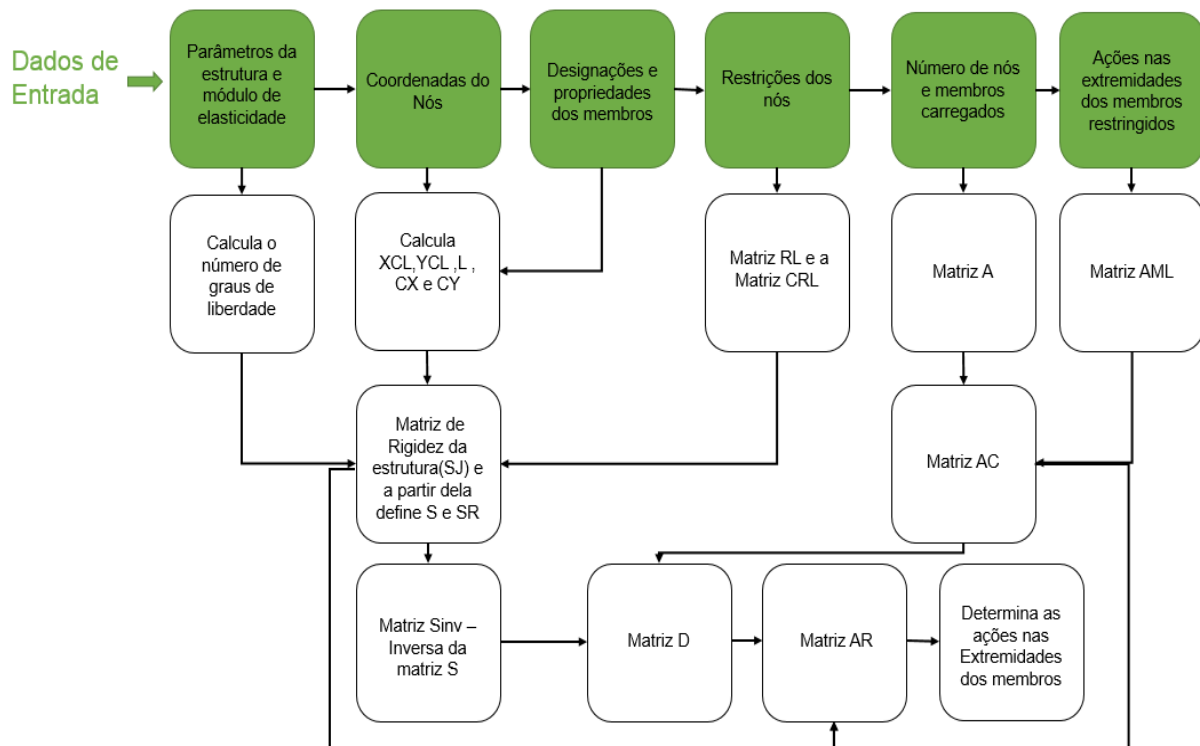 Dados de
Entrada
Parâmetros da
estrutura e
módulo de
elasticidade
Coordenadas do
Nós
Designações e
propriedades
dos membros
Restrições dos
nós
Número de nós
e membros
carregados
Ações nas
extremidades
dos membros
restringidos
Calcula o
número de
graus de
liberdade
Calcula
XCL,YCL ,L ,
CX e CY
Matriz RL e a
Matriz CRL
Matriz A
Matriz AML
Matriz de
Rigidez da
estrutura(SJ) e
a partir dela
define S e SR
Matriz AC
Matriz Sinv –
Inversa da
matriz S
Matriz D
Matriz AR
Determina as
ações nas
Extremidades
dos membros